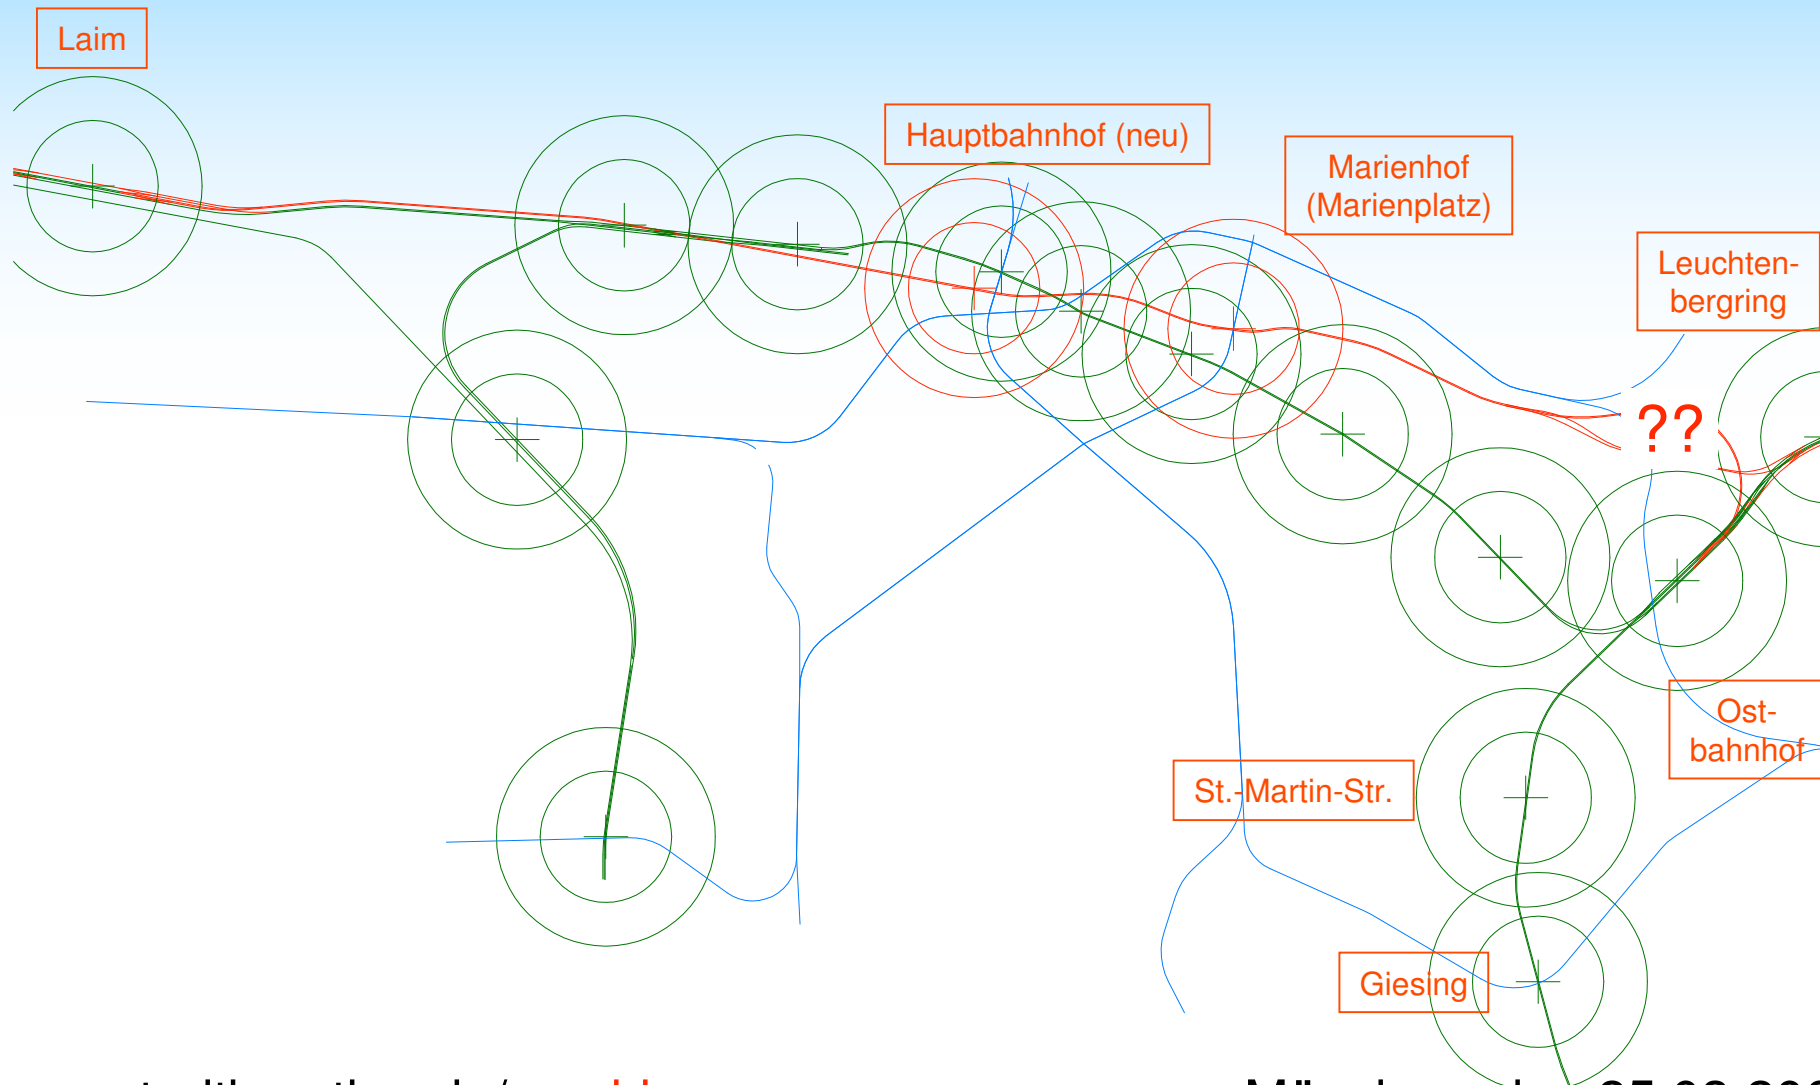 Laim
Hauptbahnhof (neu)
Marienhof
(Marienplatz)
Leuchten-
bergring
??
Ost-
bahnhof
St.-Martin-Str.
Giesing